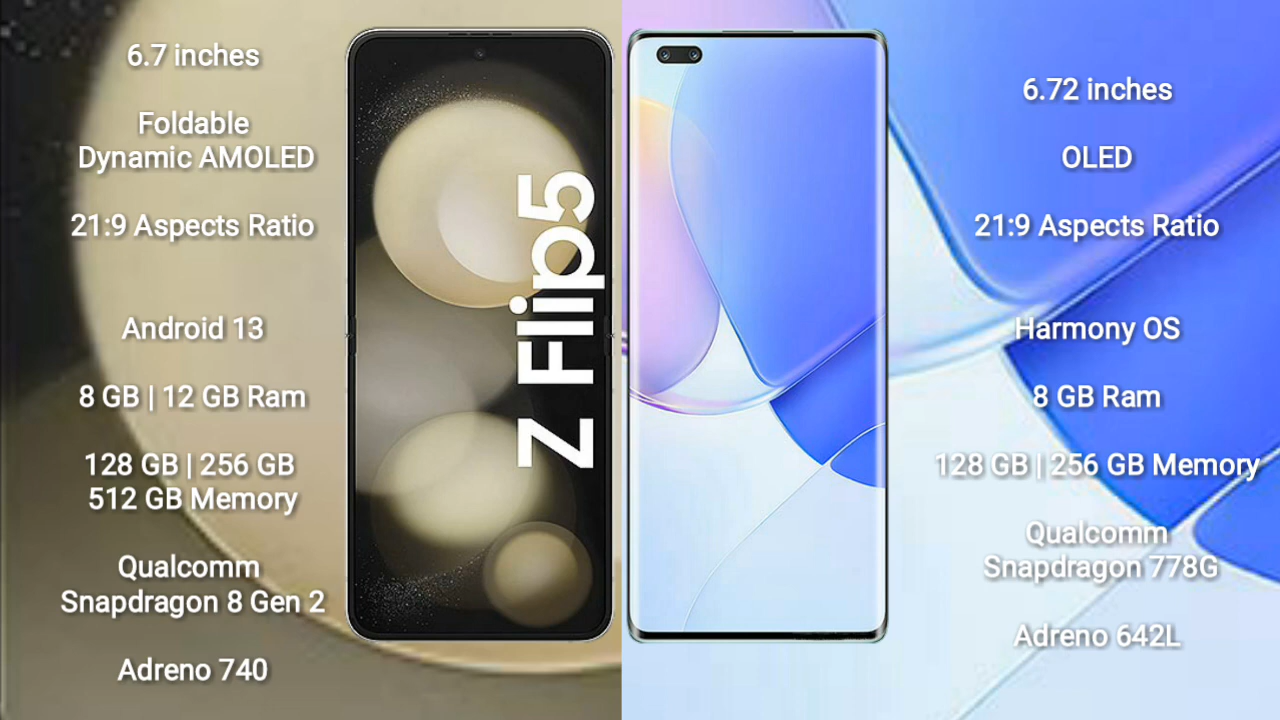 6.7 inches
Foldable
Dynamic AMOLED
21:9 Aspects Ratio
Android 13
8 GB | 12 GB Ram
128 GB | 256 GB
512 GB Memory
Qualcomm
Snapdragon 8 Gen 2
Adreno 740
Z Flip5
6.72 inches
OLED
21:9 Aspects Ratio
Harmony OS
8 GB Ram
128 GB | 256 GB Memory
Qualcomm
Snapdragon 778G
Adreno 642L